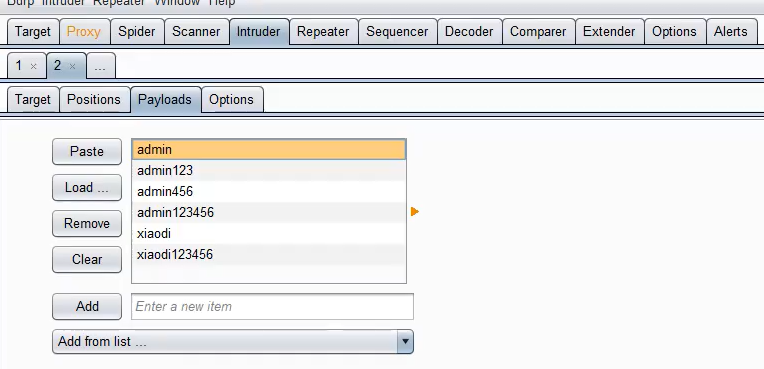 Burp Intruder Repeater Window Help
Target Proxy Spider Scanner Intruder Repeater Sequencer Decoder Comparer Extender Options Alerts
1 × 2 × ...
Target Positions Payloads Options
Paste admin
admin123
Load ... admin456
Remove admin123456
xiaodi
Clear xiaodi123456
Add Enter a new item
Add from list ...